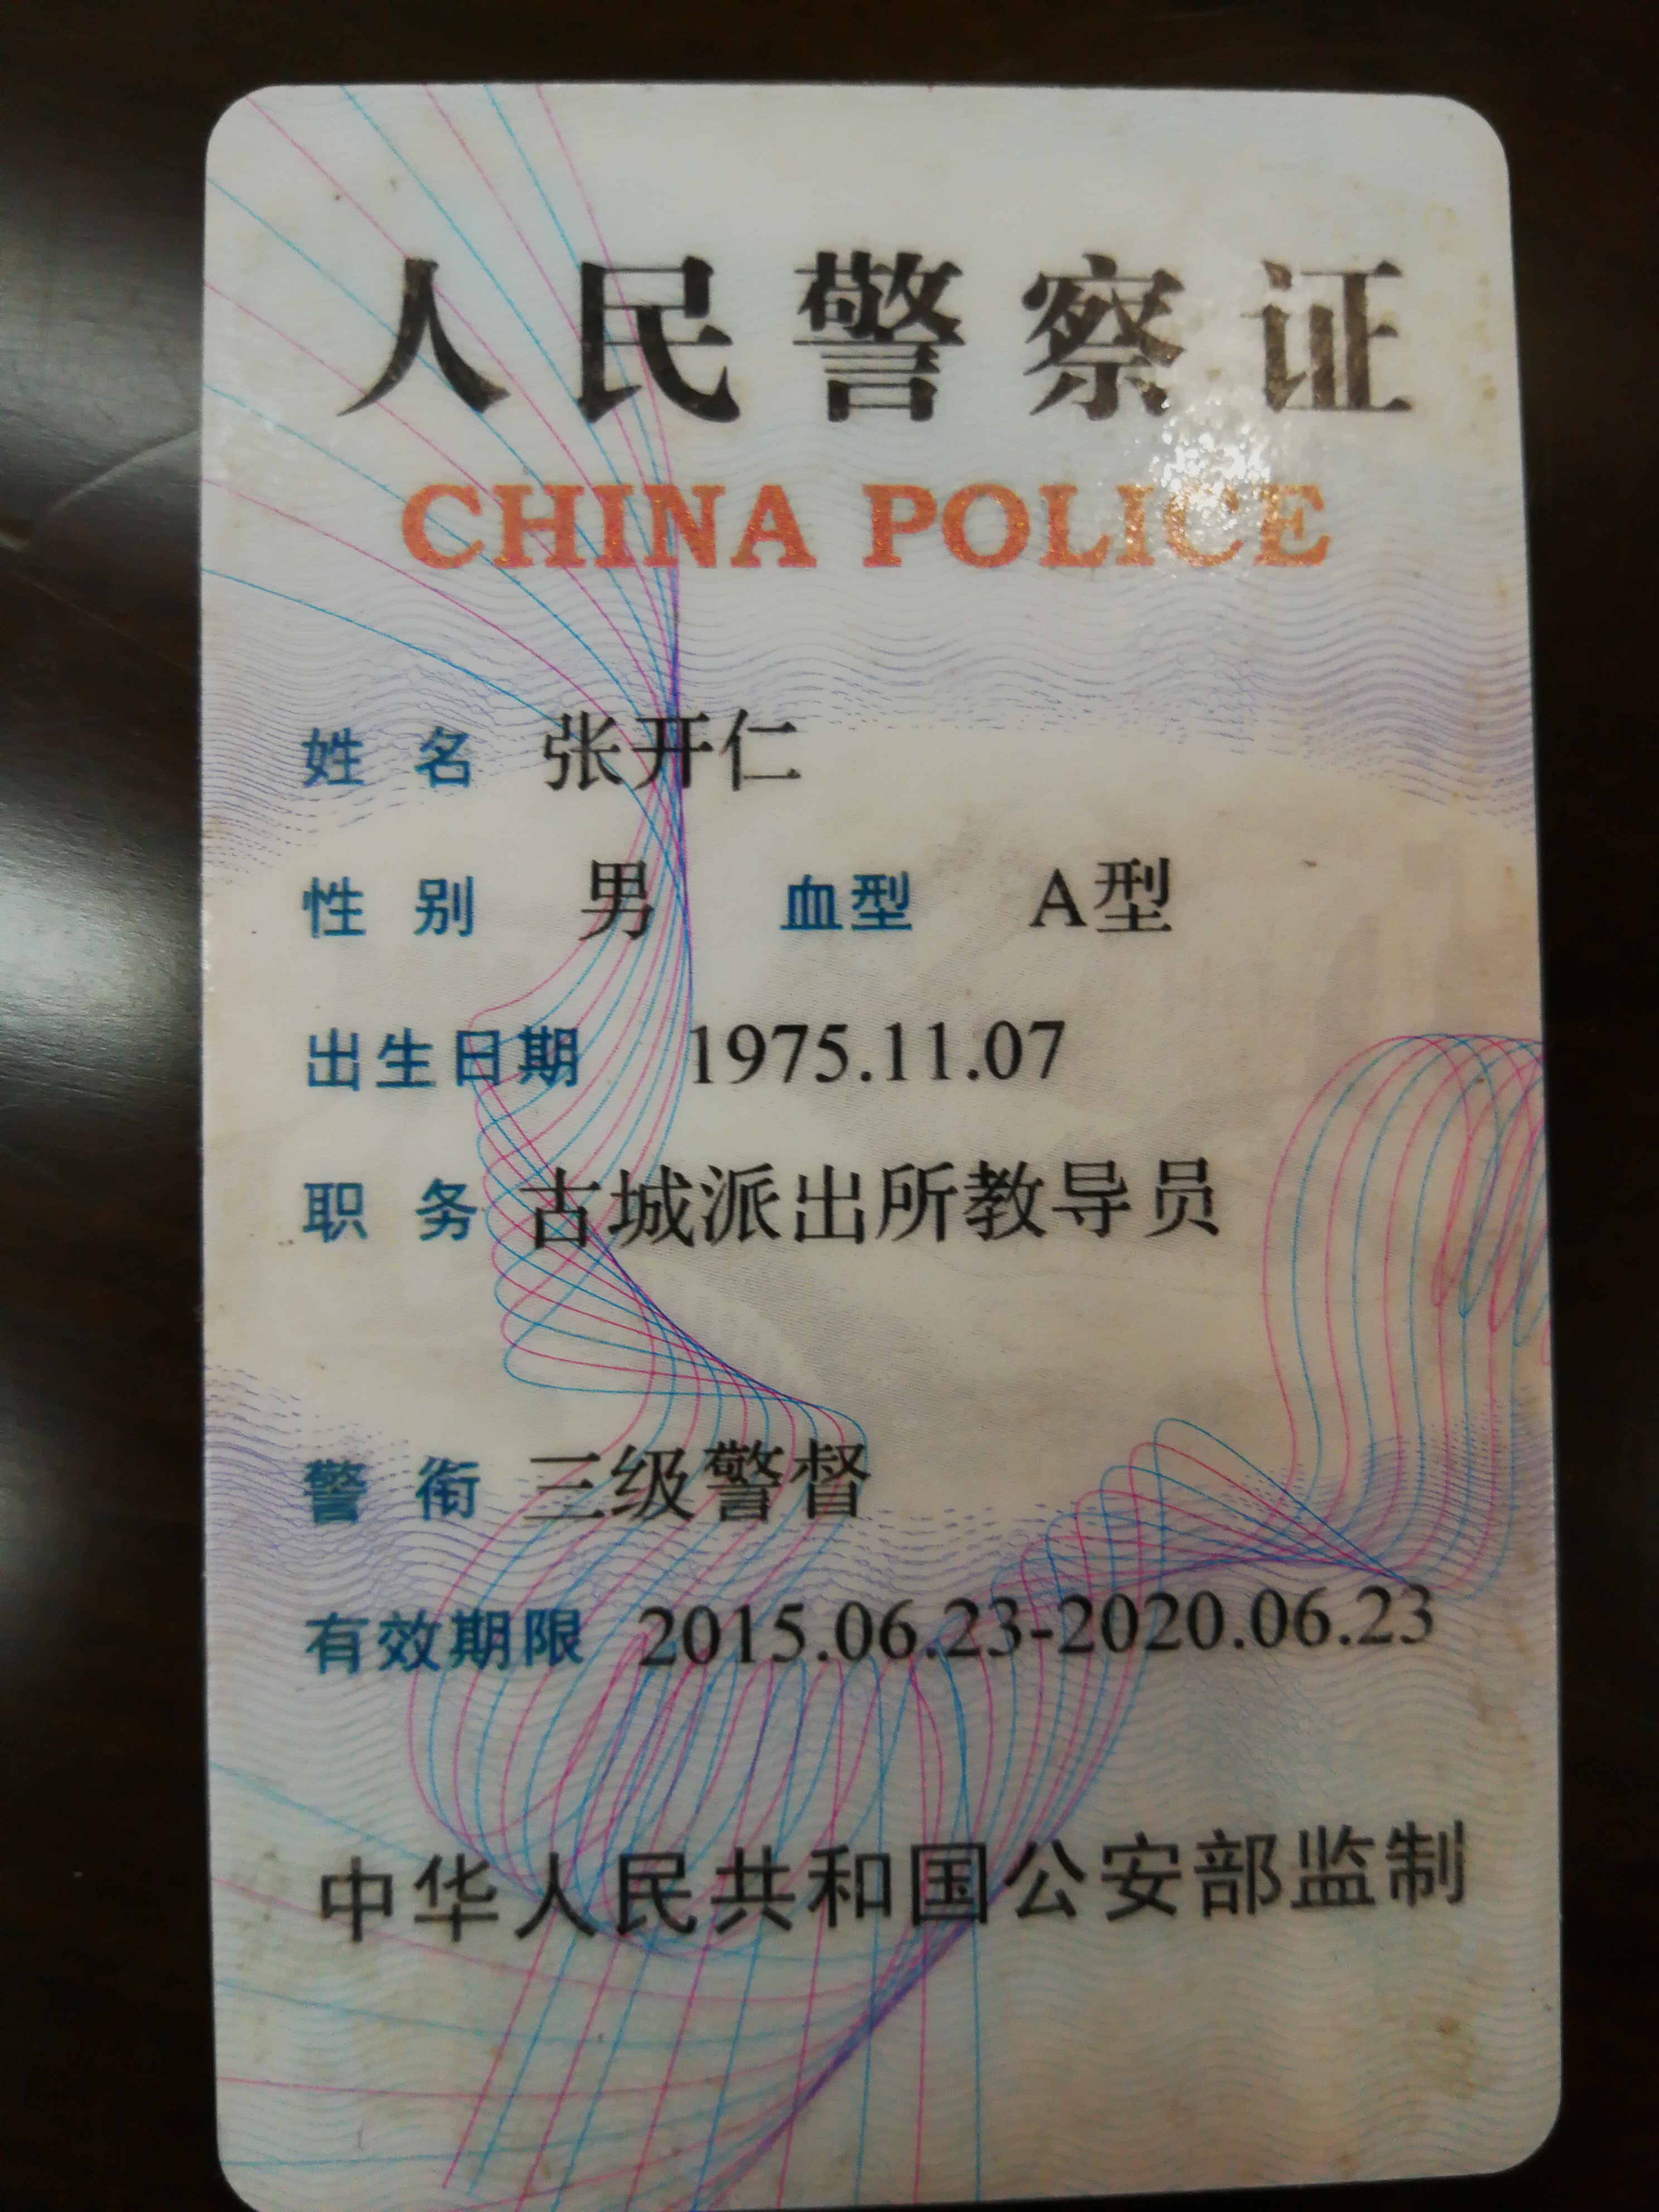 人民警察证
CHINA POLICE
姓 名 张开仁
性 别 男 血型 A型
出生日期 1975.11.07
职 务 古城派出所教导员
警 衔 三级警督
有效期限 2015.06.23-2020.06.23
中华人民共和国公安部监制